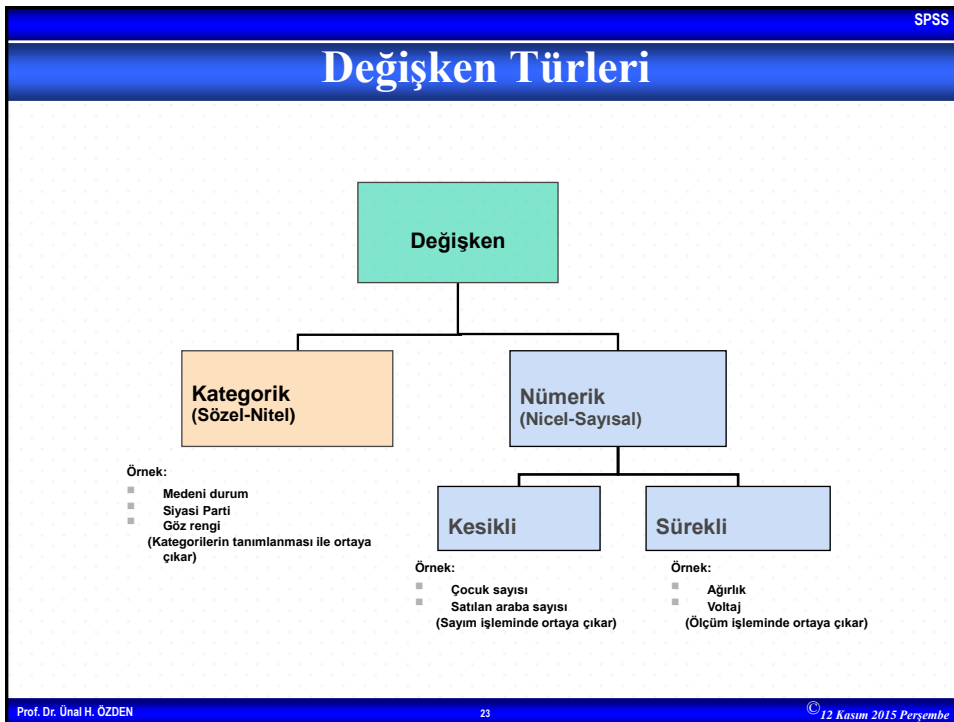 SPSS
Değişken Türleri
Değişken
Kategorik
(Sözel-Nitel)
Nümerik
(Nicel-Sayısal)
Örnek:
Medeni durum
Siyasi Parti
Göz rengi
(Kategorilerin tanımlanması ile ortaya
çıkar)
Kesikli
Sürekli
Örnek:
Çocuk sayısı
Satılan araba sayısı
(Sayım işleminde ortaya çıkar)
Örnek:
Ağırlık
Voltaj
(Ölçüm işleminde ortaya çıkar)
Prof. Dr. Ünal H. ÖZDEN
23
©12 Kasım 2015 Perşembe